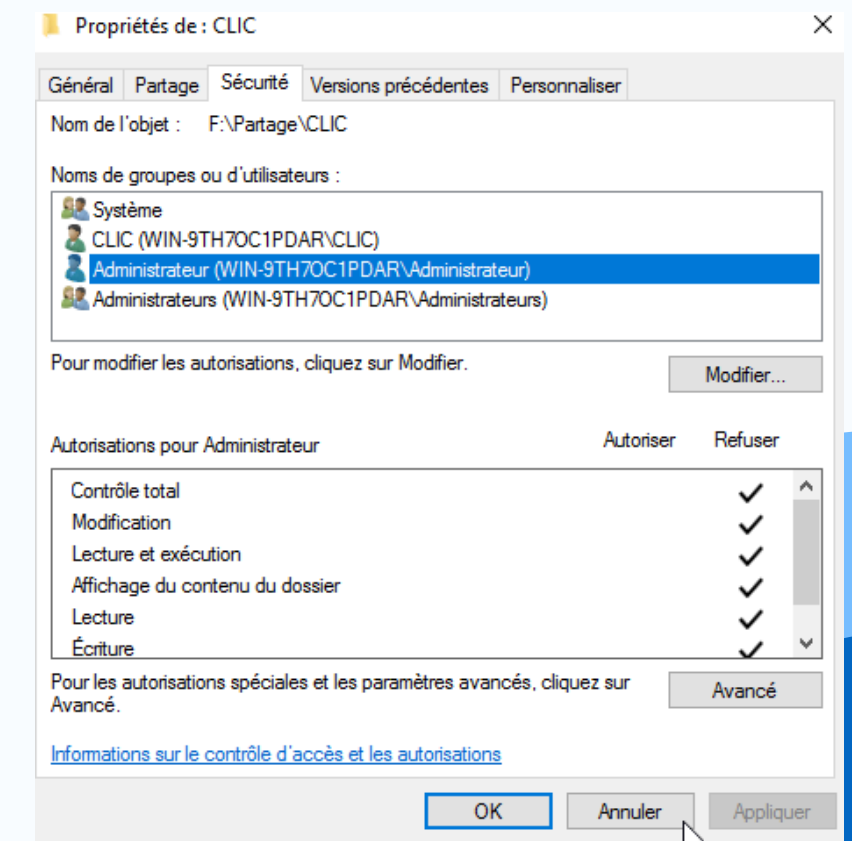 Propriétés de : CLIC
Général Partage Sécurité Versions précédentes Personnaliser
Nom de l'objet : F:\Partage\CLIC
Noms de groupes ou d'utilisateurs :
Système
CLIC (WIN-9TH7OC1PDAR\CLIC)
Administrateur (WIN-9TH7OC1PDAR\Administrateur)
Administrateurs (WIN-9TH7OC1PDAR\Administrateurs)
Pour modifier les autorisations, cliquez sur Modifier.
Modifier...
Autorisations pour Administrateur Autoriser Refuser
Contrôle total
Modification
Lecture et exécution
Affichage du contenu du dossier
Lecture
Écriture
Pour les autorisations spéciales et les paramètres avancés, cliquez sur
Avancé.
Avancé
Informations sur le contrôle d'accès et les autorisations
OK Annuler Appliquer